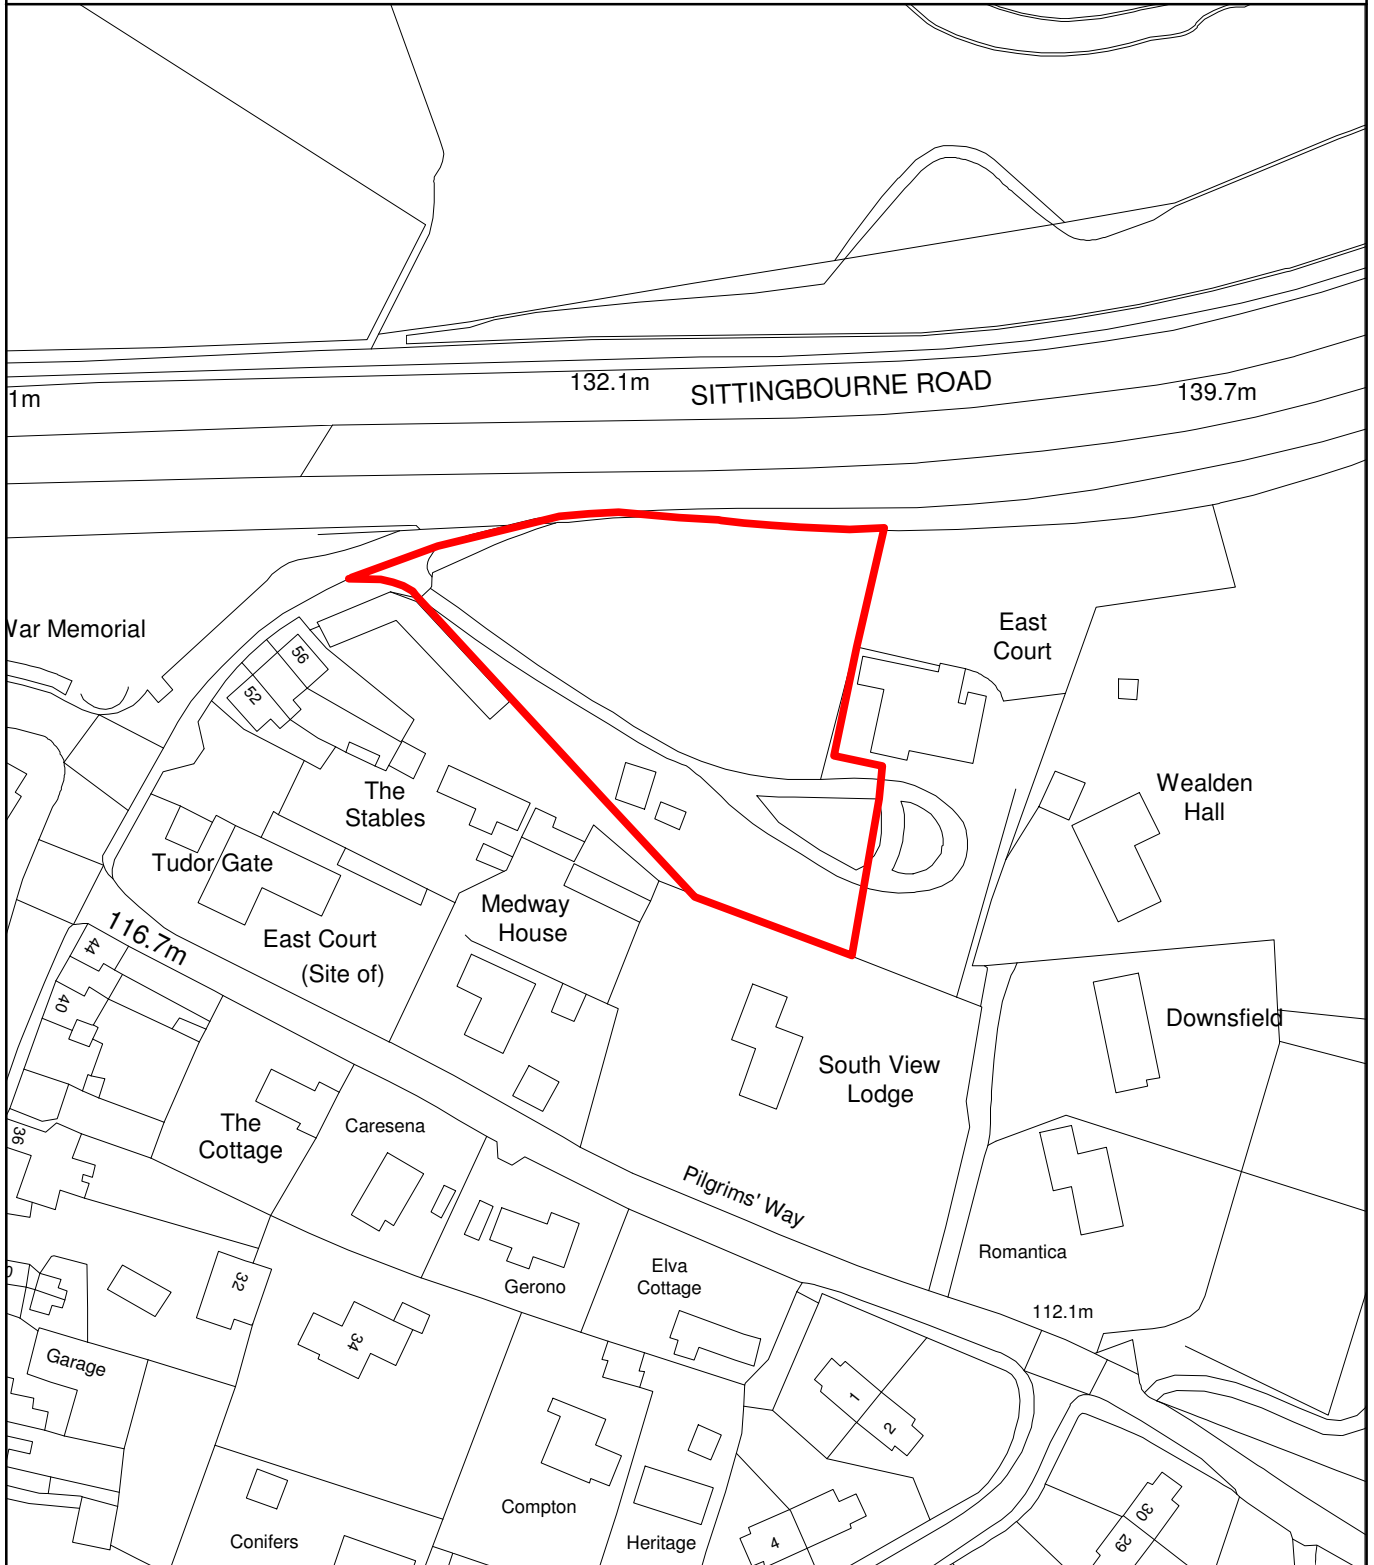 132.1m
SITTINGBOURNE ROAD
139.7m
1m
War Memorial
56
52
East
Court
Wealden
Hall
The
Stables
Tudor Gate
Medway
House
116.7m
East Court
(Site of)
44
40
Downsfield
South View
Lodge
The
Cottage
Caresena
36
Pilgrims' Way
Romantica
Elva
Cottage
Gerono
32
112.1m
34
Garage
1
2
Compton
30
29
Conifers
Heritage
4